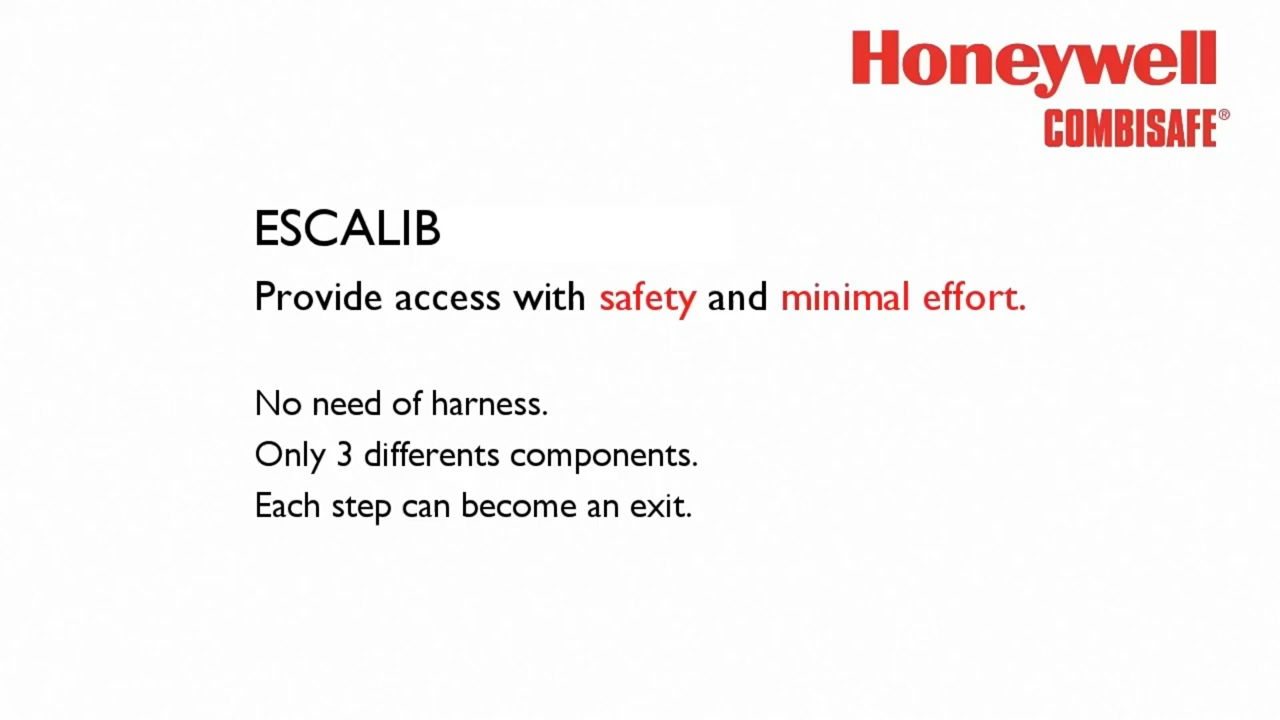 Honeywell
COMBISAFE®
ESCALIB
Provide access with safety and minimal effort.
No need of harness.
Only 3 differents components.
Each step can become an exit.